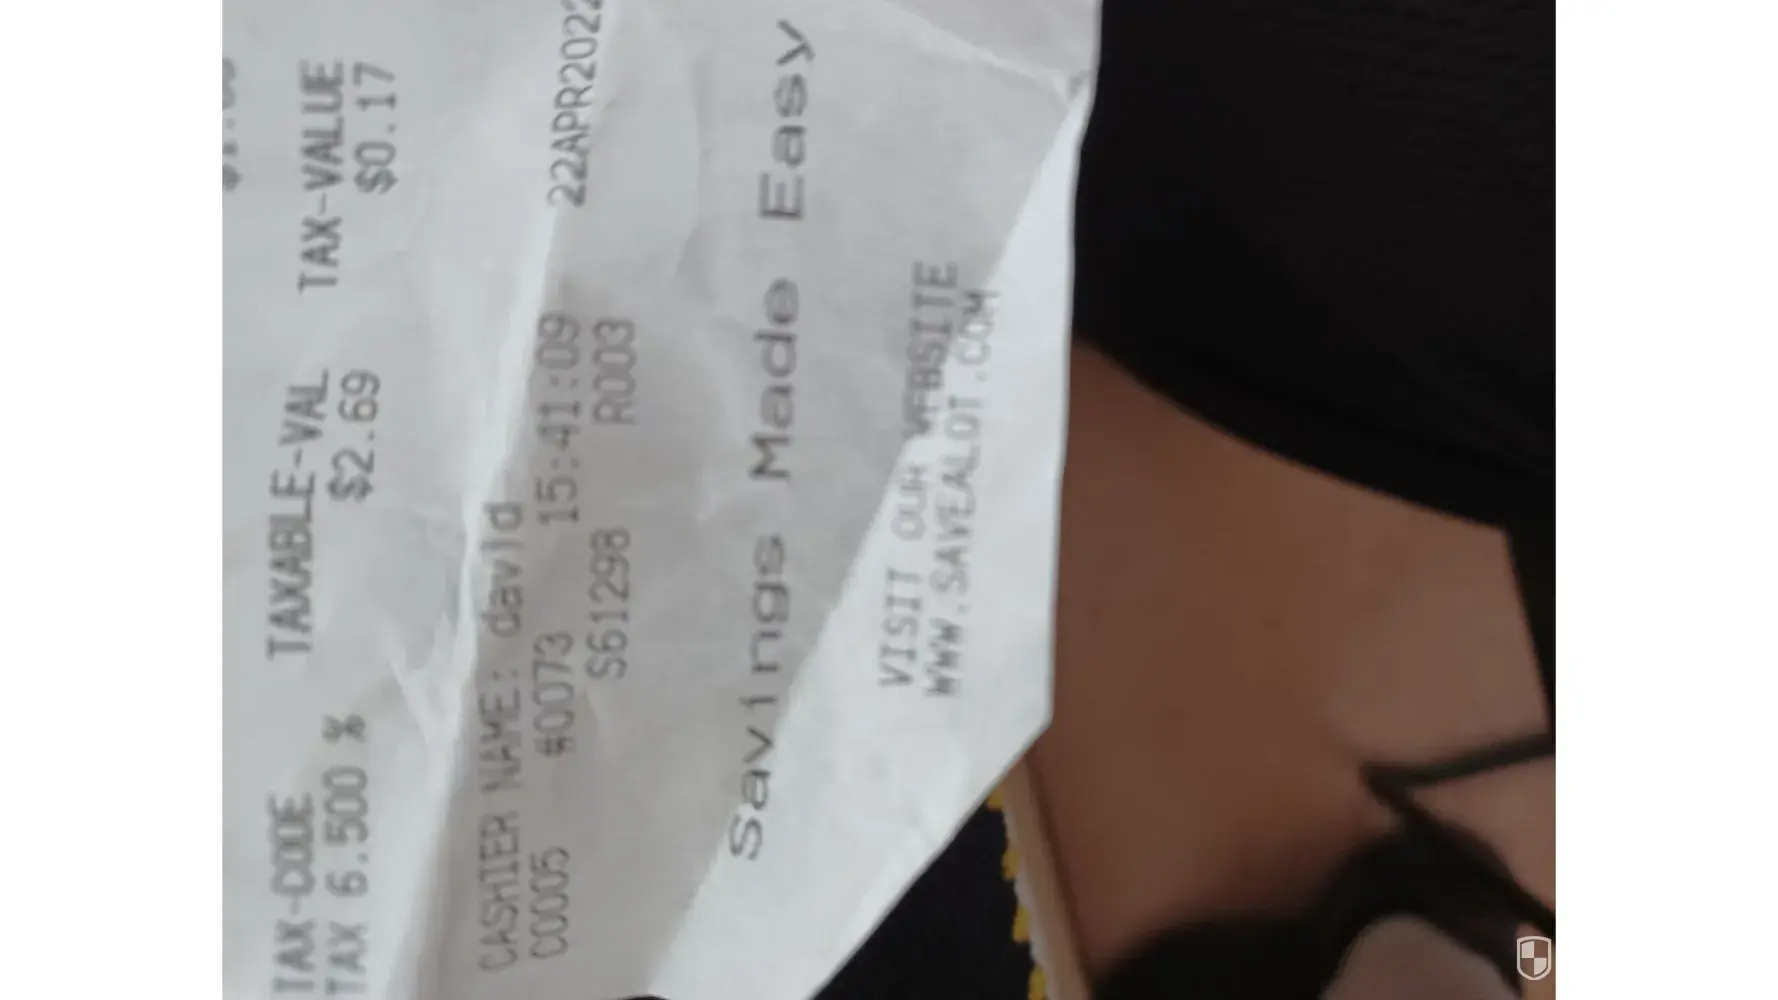 TAX-CODE TAXABLE-VAL TAX-VALUE
TAX 6.500 % $2.69 $0.17
CASHIER NAME: david
C0005 #0073 15:41:09 22APR2022
S61298 R003
Savings Made Easy
VISIT OUR WEBSITE
WWW.SAVEALOT.COM